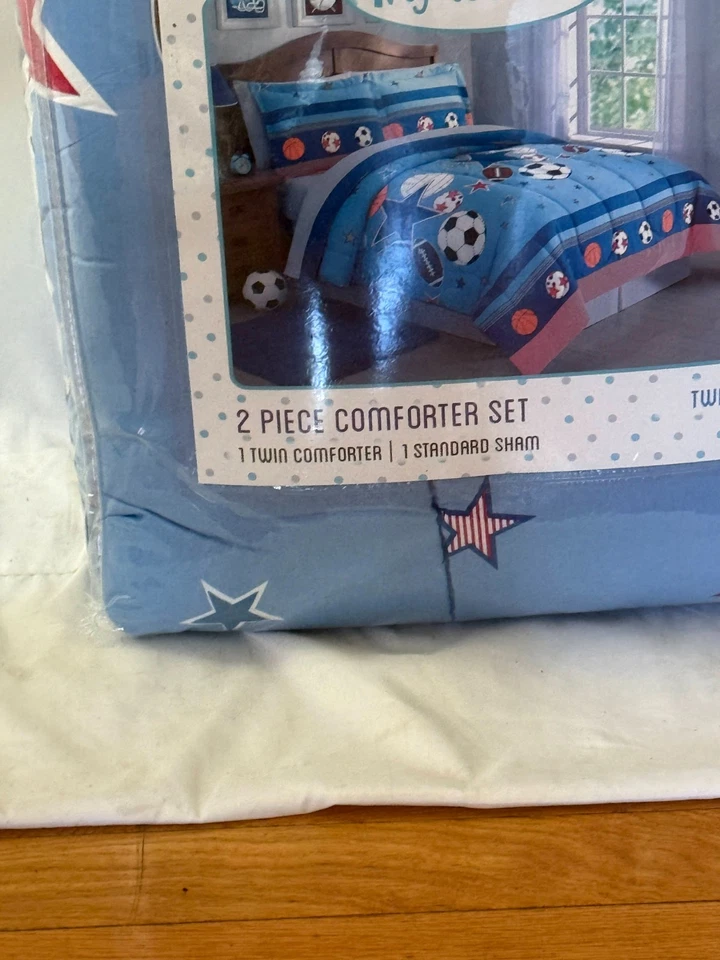 2 PIECE COMFORTER SET
1 TWIN COMFORTER | 1 STANDARD SHAM